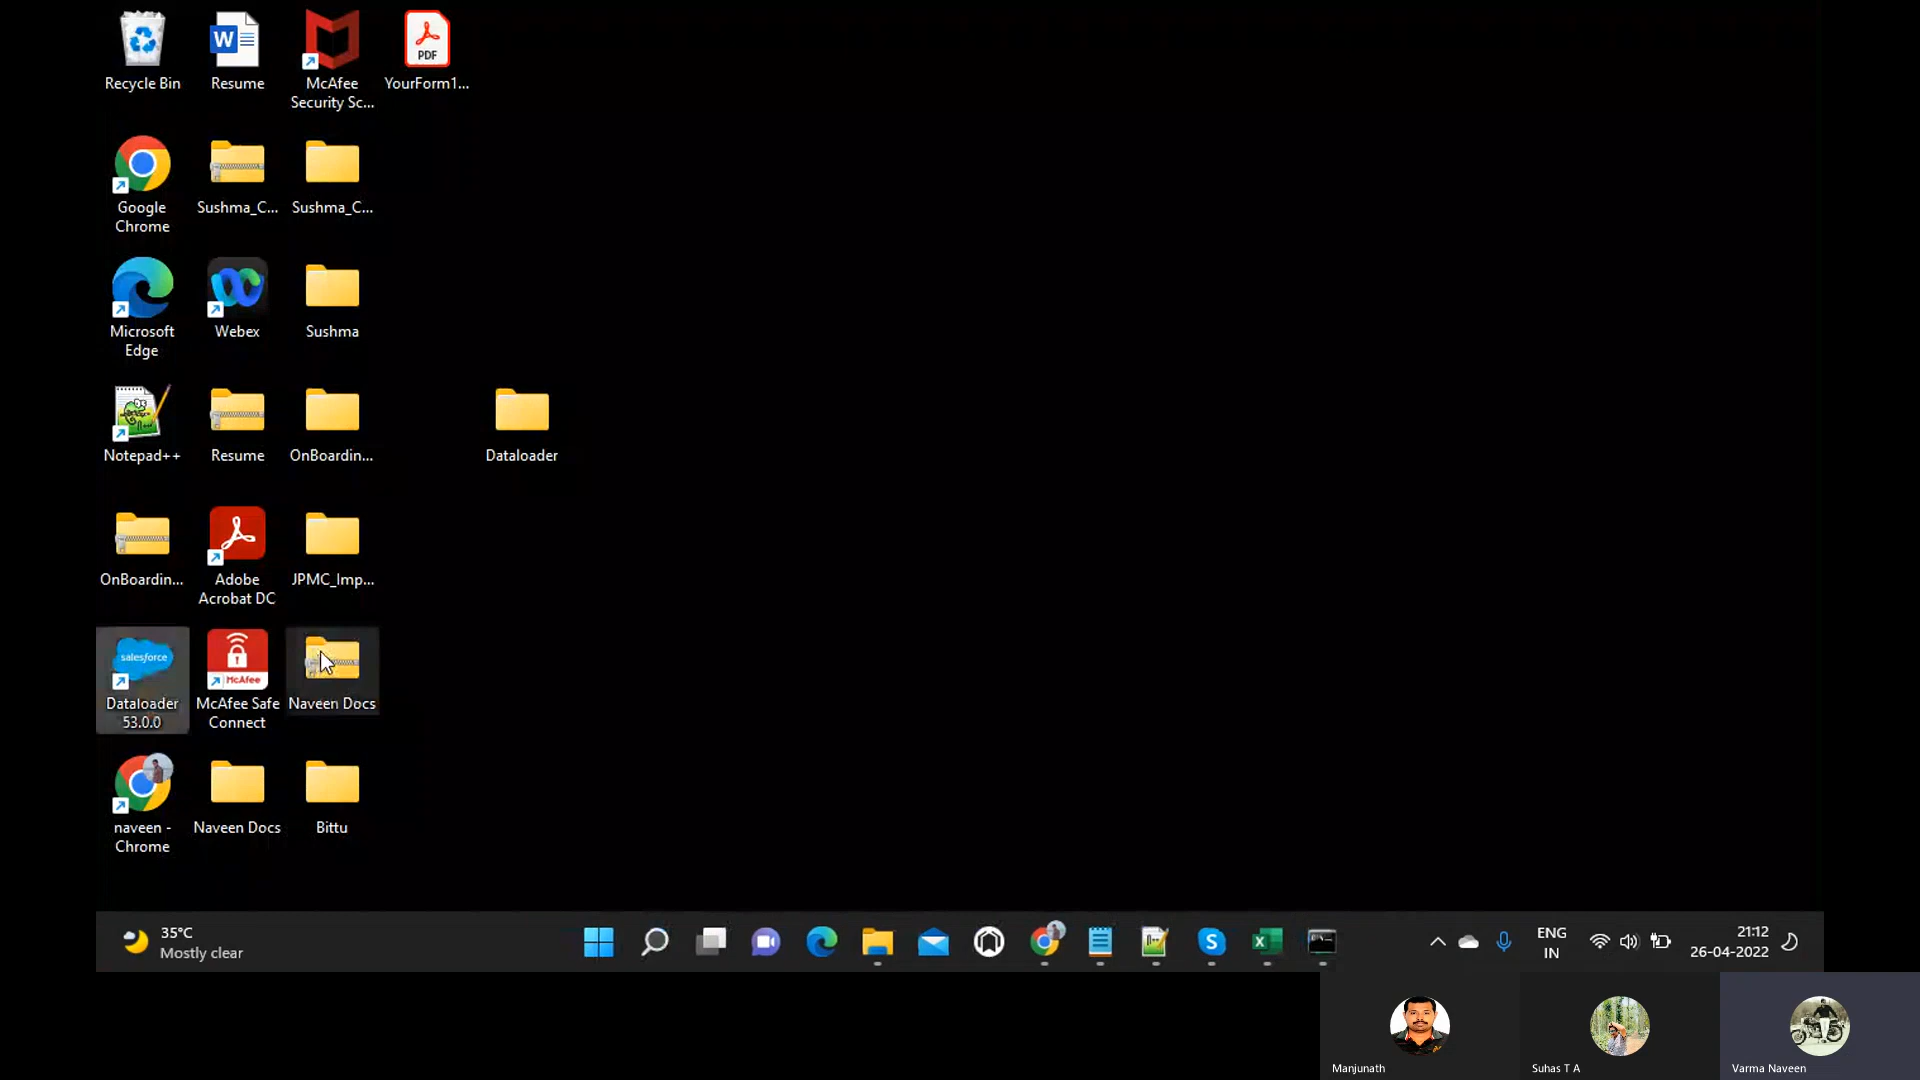 Recycle Bin
Resume
McAfee
Security Sc...
PDF
YourForm1...
Google
Chrome
Sushma_C...
Sushma_C...
Microsoft
Edge
Webex
Sushma
Notepad++
Resume
OnBoardin...
Dataloader
OnBoardin...
Adobe
Acrobat DC
JPMC_Imp...
salesforce
Dataloader
53.0.0
McAfee
McAfee Safe
Connect
Naveen Docs
naveen -
Chrome
Naveen Docs
Bittu
35°C
Mostly clear
ENG
IN
21:12
26-04-2022
Manjunath
Suhas T A
Varma Naveen